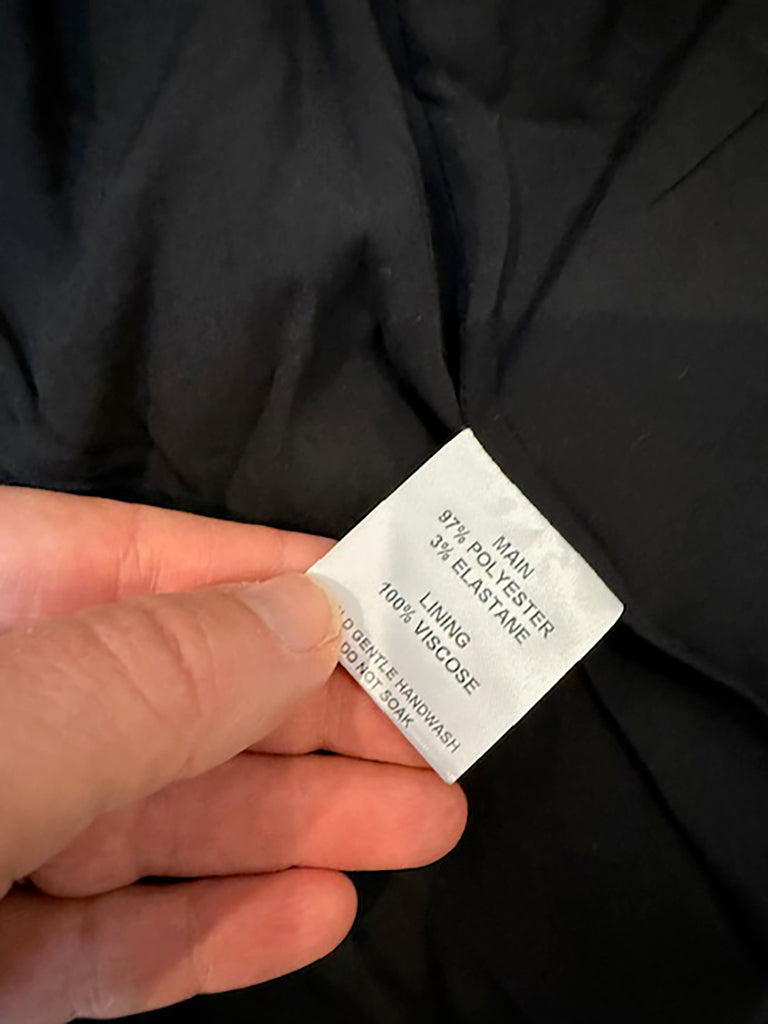 MAIN
97% POLYESTER
3% ELASTANE
LINING
100% VISCOSE
GENTLE HANDWASH
DO NOT SOAK